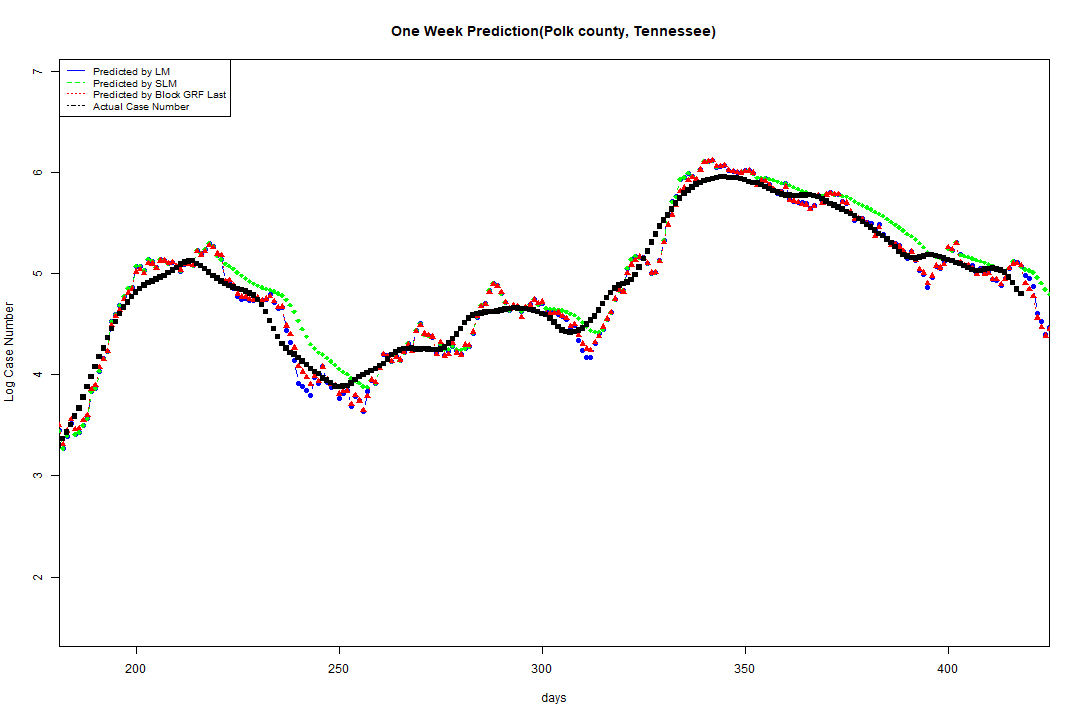 One Week Prediction(Polk county, Tennessee)
Predicted by LM
Predicted by SLM
Predicted by Block GRF Last
Actual Case Number
7
6
5
4
3
2
Log Case Number
200 250 300 350 400
days